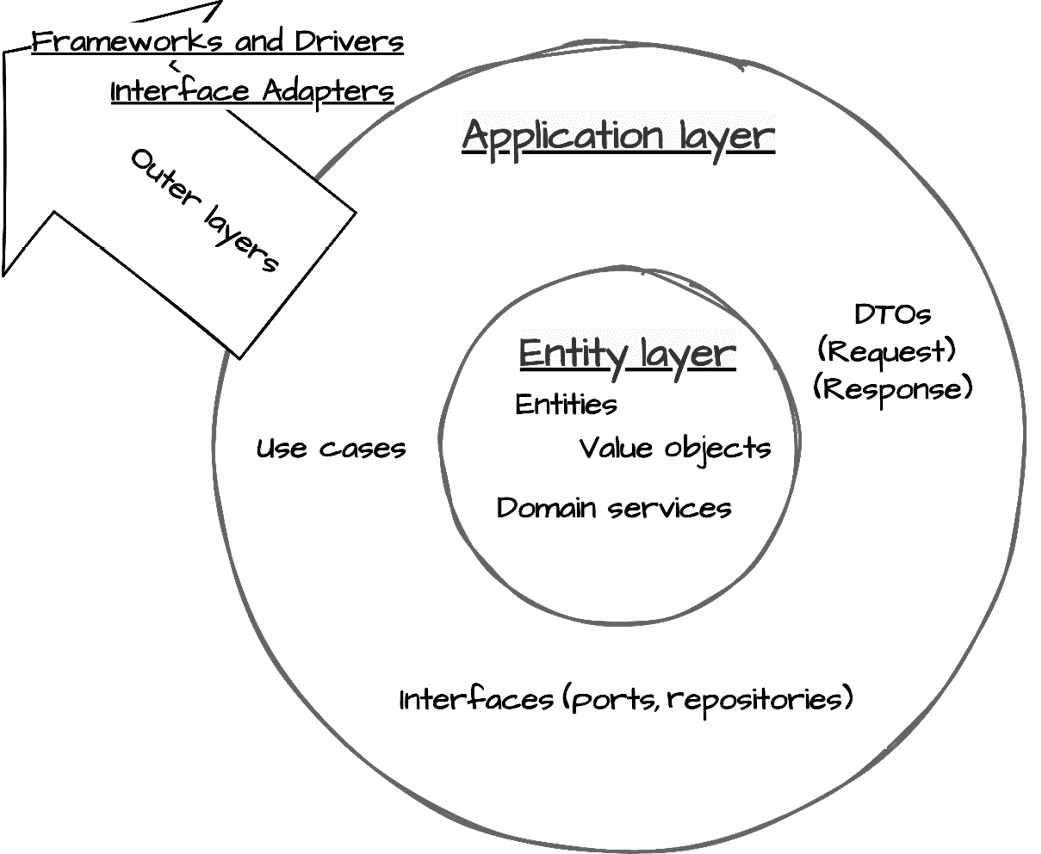 Frameworks and Drivers
Interface Adapters
Outer layers
Application layer
Entity layer
Entities
Value objects
Domain services
Use cases
DTOs
(Request)
(Response)
Interfaces (ports, repositories)